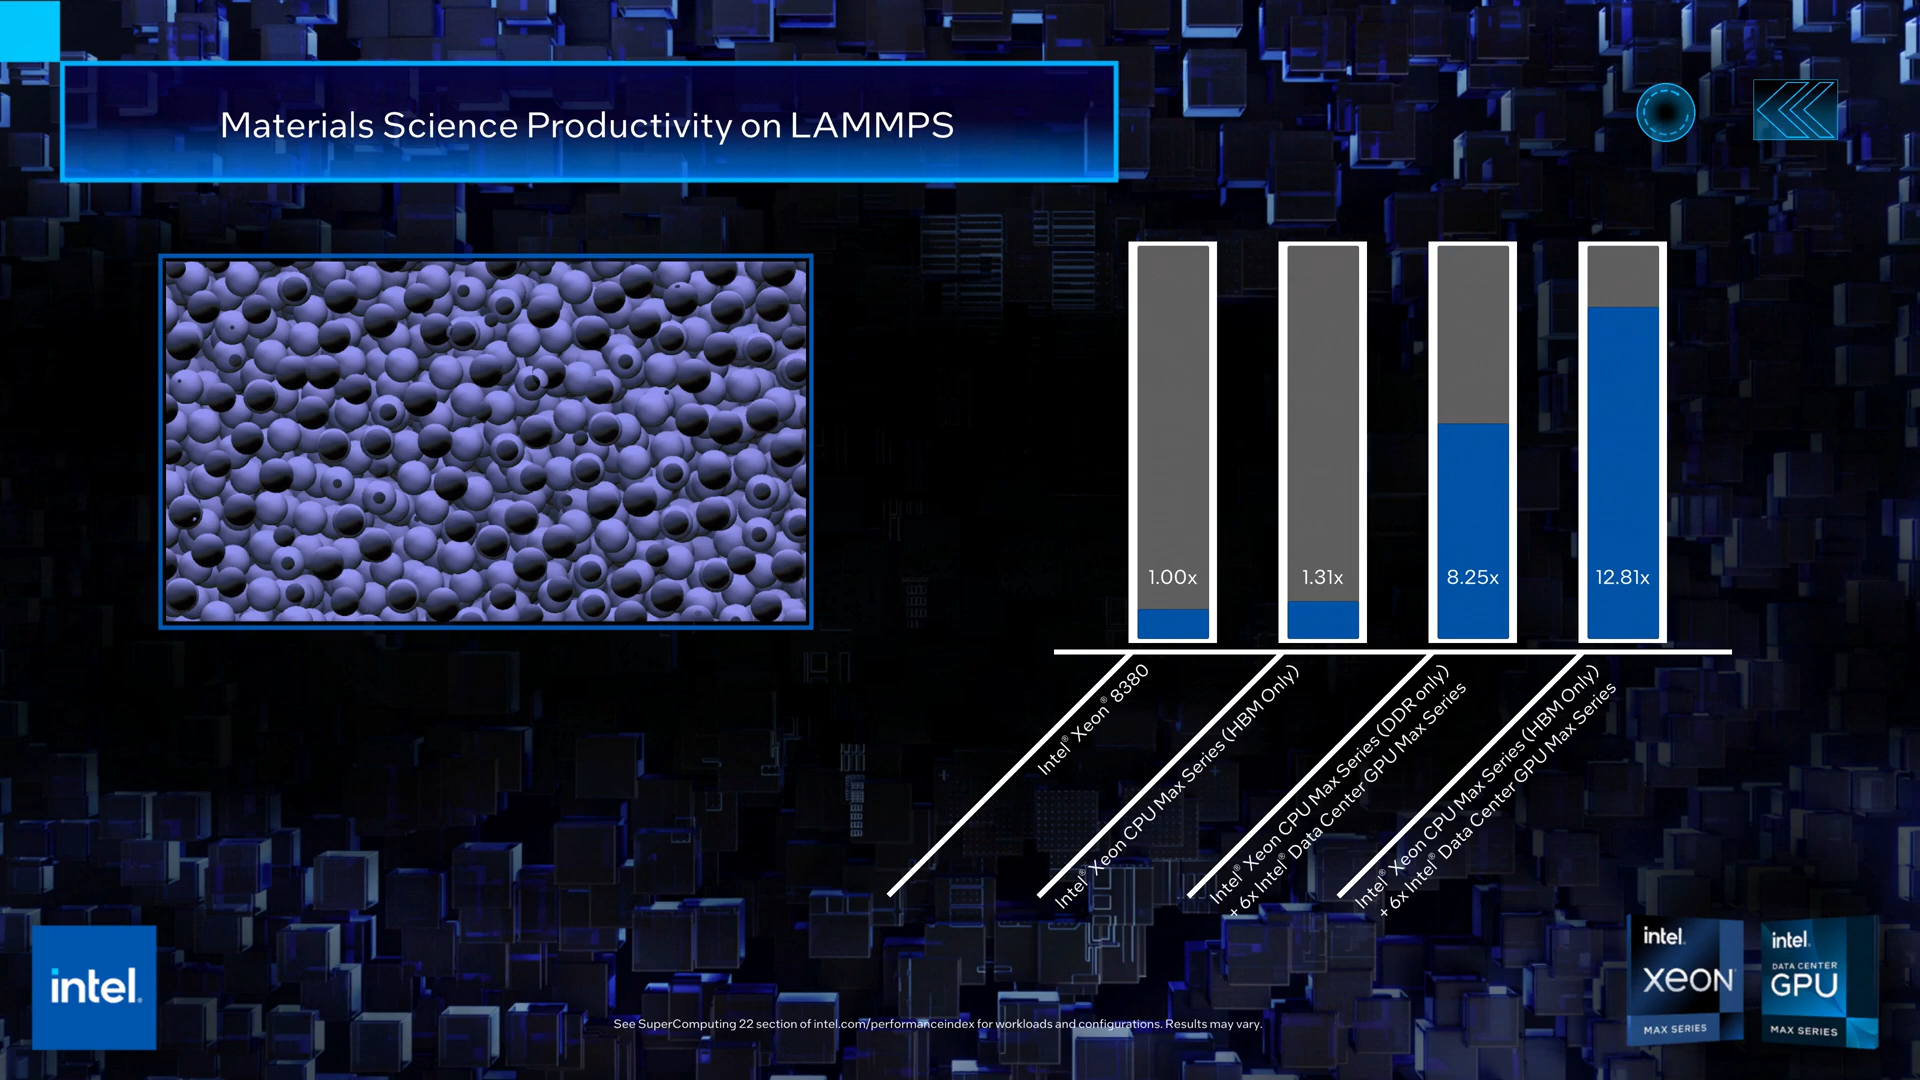 Materials Science Productivity on LAMMPS
1.00x
1.31x
8.25x
12.81x
Intel® Xeon® 8380
Intel® Xeon CPU Max Series (HBM Only)
Intel® Xeon CPU Max Series (DDR only)
+ 6x Intel® Data Center GPU Max Series
Intel® Xeon CPU Max Series (HBM Only)
+ 6x Intel® Data Center GPU Max Series
intel.
intel.
XEON
MAX SERIES
intel.
DATA CENTER
GPU
MAX SERIES
See SuperComputing 22 section of intel.com/performanceindex for workloads and configurations. Results may vary.